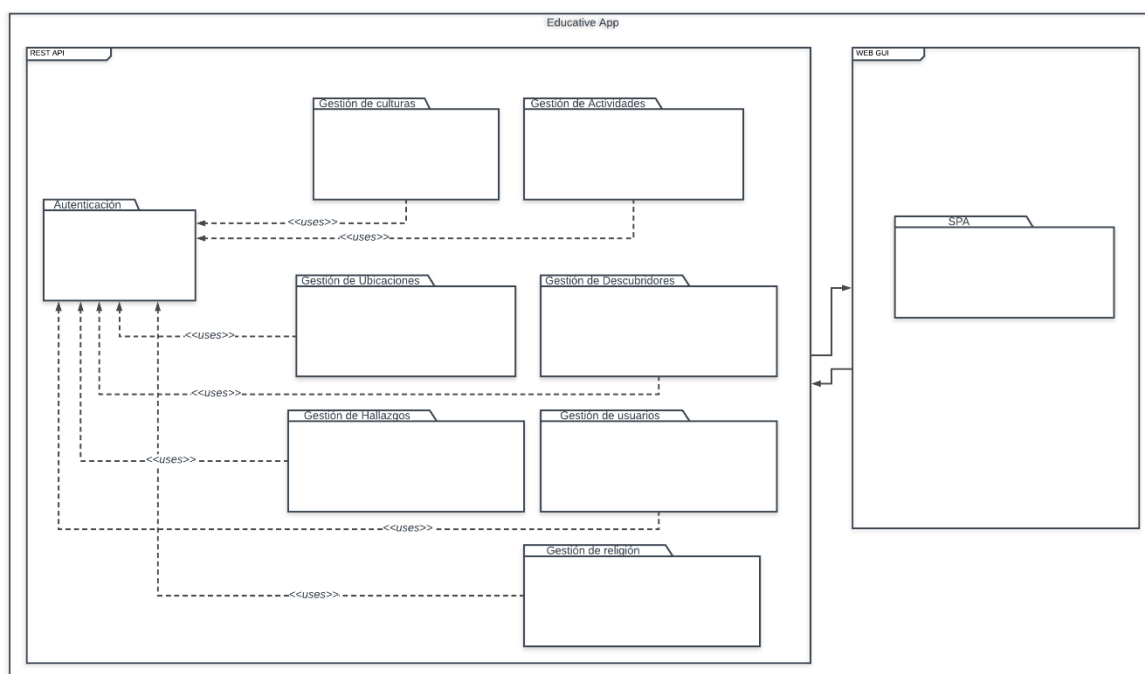 Educative App
REST API
WEB GUI
Gestión de culturas
Gestión de Actividades
Autenticación
<<uses>>
<<uses>>
SPA
Gestión de Ubicaciones
Gestión de Descubridores
<<uses>>
<<uses>>
Gestión de Hallazgos
Gestión de usuarios
<<uses>>
<<uses>>
Gestión de religión
<<uses>>